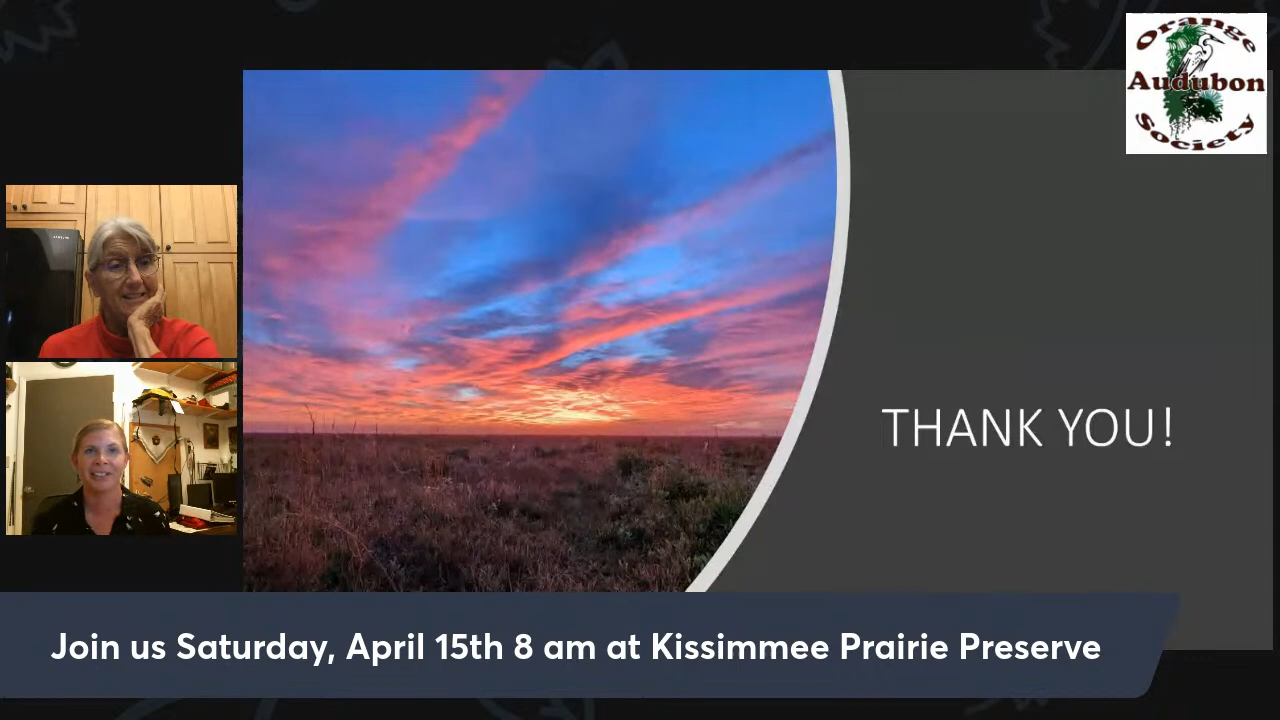 Orange
Audubon
Society
THANK YOU!
Join us Saturday, April 15th 8 am at Kissimmee Prairie Preserve